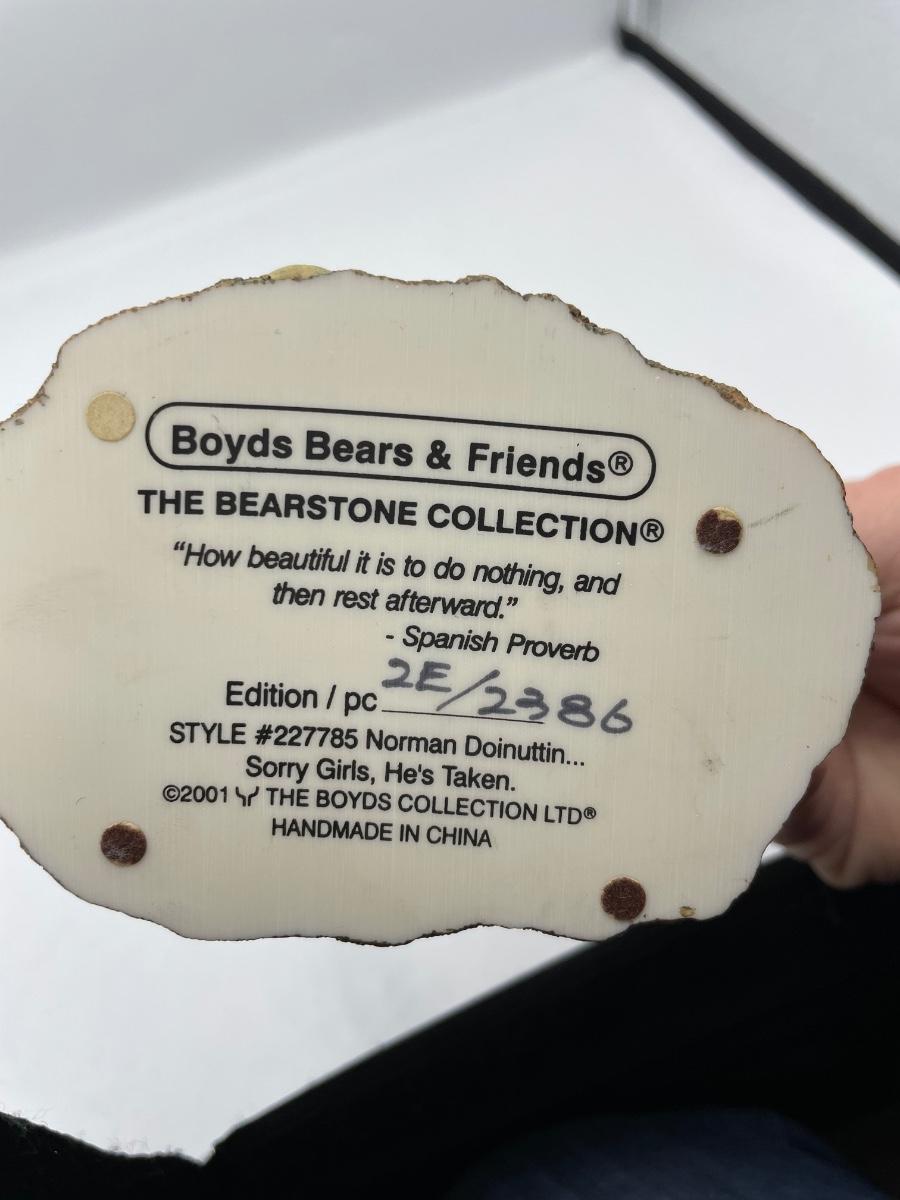 Boyds Bears & Friends®
THE BEARSTONE COLLECTION®
“How beautiful it is to do nothing, and
then rest afterward.”
- Spanish Proverb
Edition / pc 2E/2386
STYLE #227785 Norman Doinuttin...
Sorry Girls, He's Taken.
©2001 THE BOYDS COLLECTION LTD®
HANDMADE IN CHINA